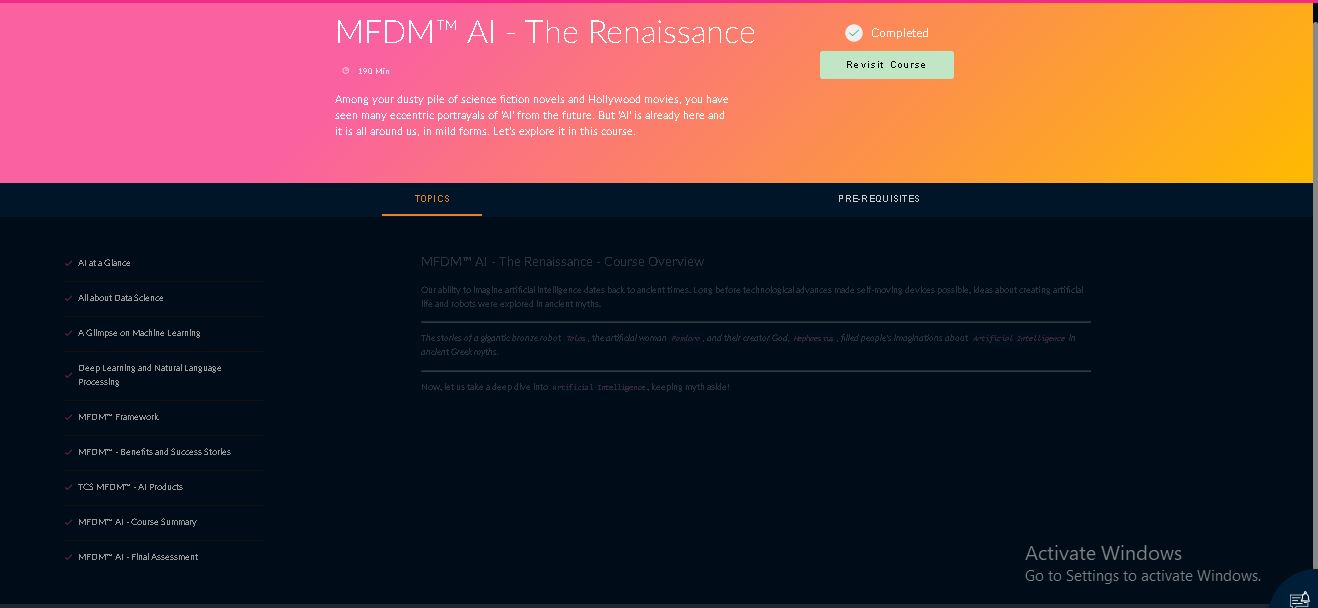 MFDM™ AI - The Renaissance
Completed
Revisit Course
190 Min
Among your dusty pile of science fiction novels and Hollywood movies, you have
seen many eccentric portrayals of 'AI' from the future. But 'AI' is already here and
it is all around us, in mild forms. Let's explore it in this course.
TOPICS
PRE-REQUISITES
AI at a Glance
All about Data Science
A Glimpse on Machine Learning
Deep Learning and Natural Language
Processing
MFDM™ Framework
MFDM™ - Benefits and Success Stories
TCS MFDM™ - AI Products
MFDM™ AI - Course Summary
MFDM™ AI - Final Assessment
MFDM™ AI - The Renaissance - Course Overview
Our ability to imagine artificial intelligence dates back to ancient times. Long before technological advances made self-moving devices possible, ideas about creating artificial
life and robots were explored in ancient myths.
The stories of a gigantic bronze robot Talos, the artificial woman Pandora, and their creator God, Hephaestus, filled people's imaginations about Artificial Intelligence in
ancient Greek myths.
Now, let us take a deep dive into Artificial Intelligence, keeping myth aside!
Activate Windows
Go to Settings to activate Windows.